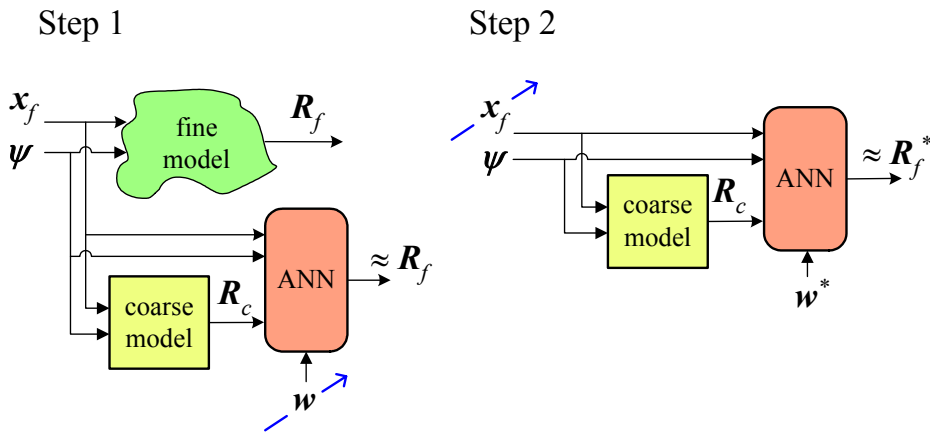 Step 1
x_f
ψ
fine
model
R_f
coarse
model
R_c
ANN
≈ R_f
w
Step 2
x_f
ψ
coarse
model
R_c
ANN
≈ R_f*
w*